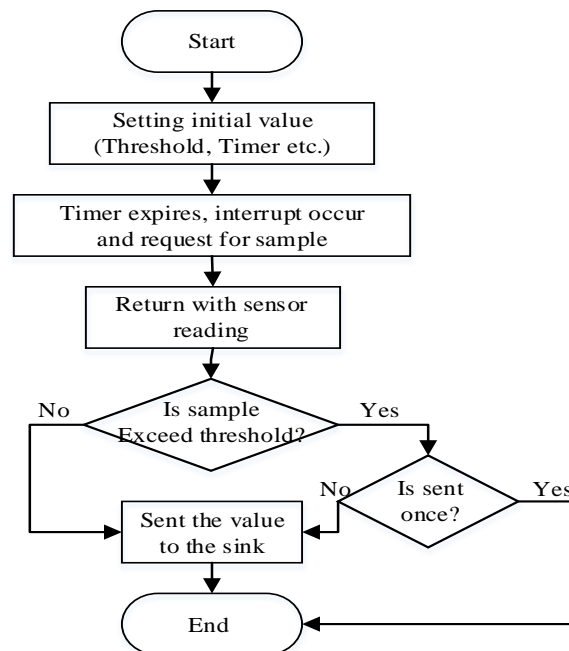 Start
Setting initial value
(Threshold, Timer etc.)
Timer expires, interrupt occur
and request for sample
Return with sensor
reading
No
Is sample
Exceed threshold?
Yes
No
Is sent
once?
Yes
Sent the value
to the sink
End